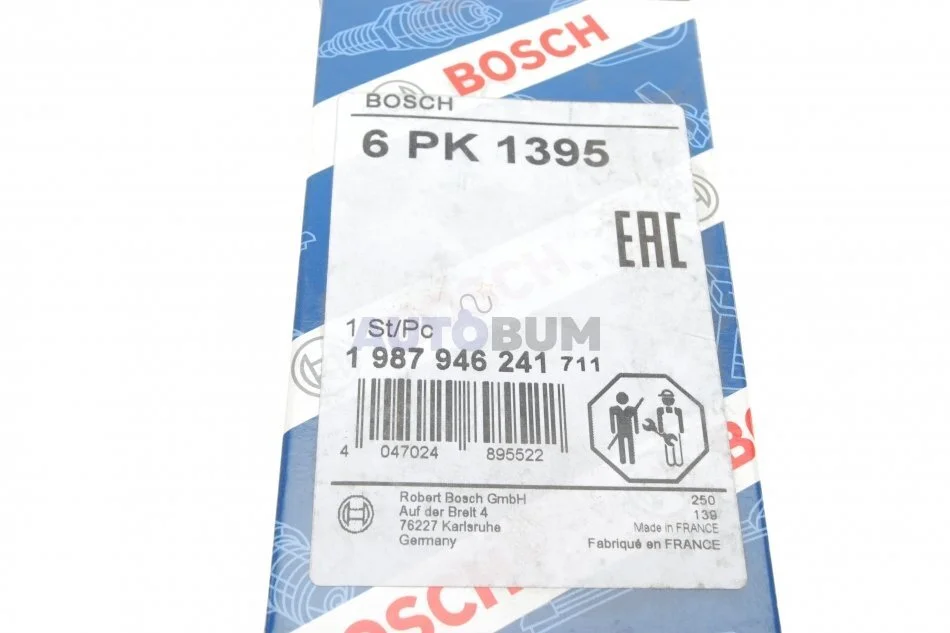 BOSCH
BOSCH
6 PK 1395
EAC
AUTOBUM
1 St/Pc
1 987 946 241 711
4 047024 895522
Robert Bosch GmbH
Auf der Breit 4
76227 Karlsruhe
Germany
250
139
Made in FRANCE
Fabriqué en FRANCE
BOSCH
BOSCH